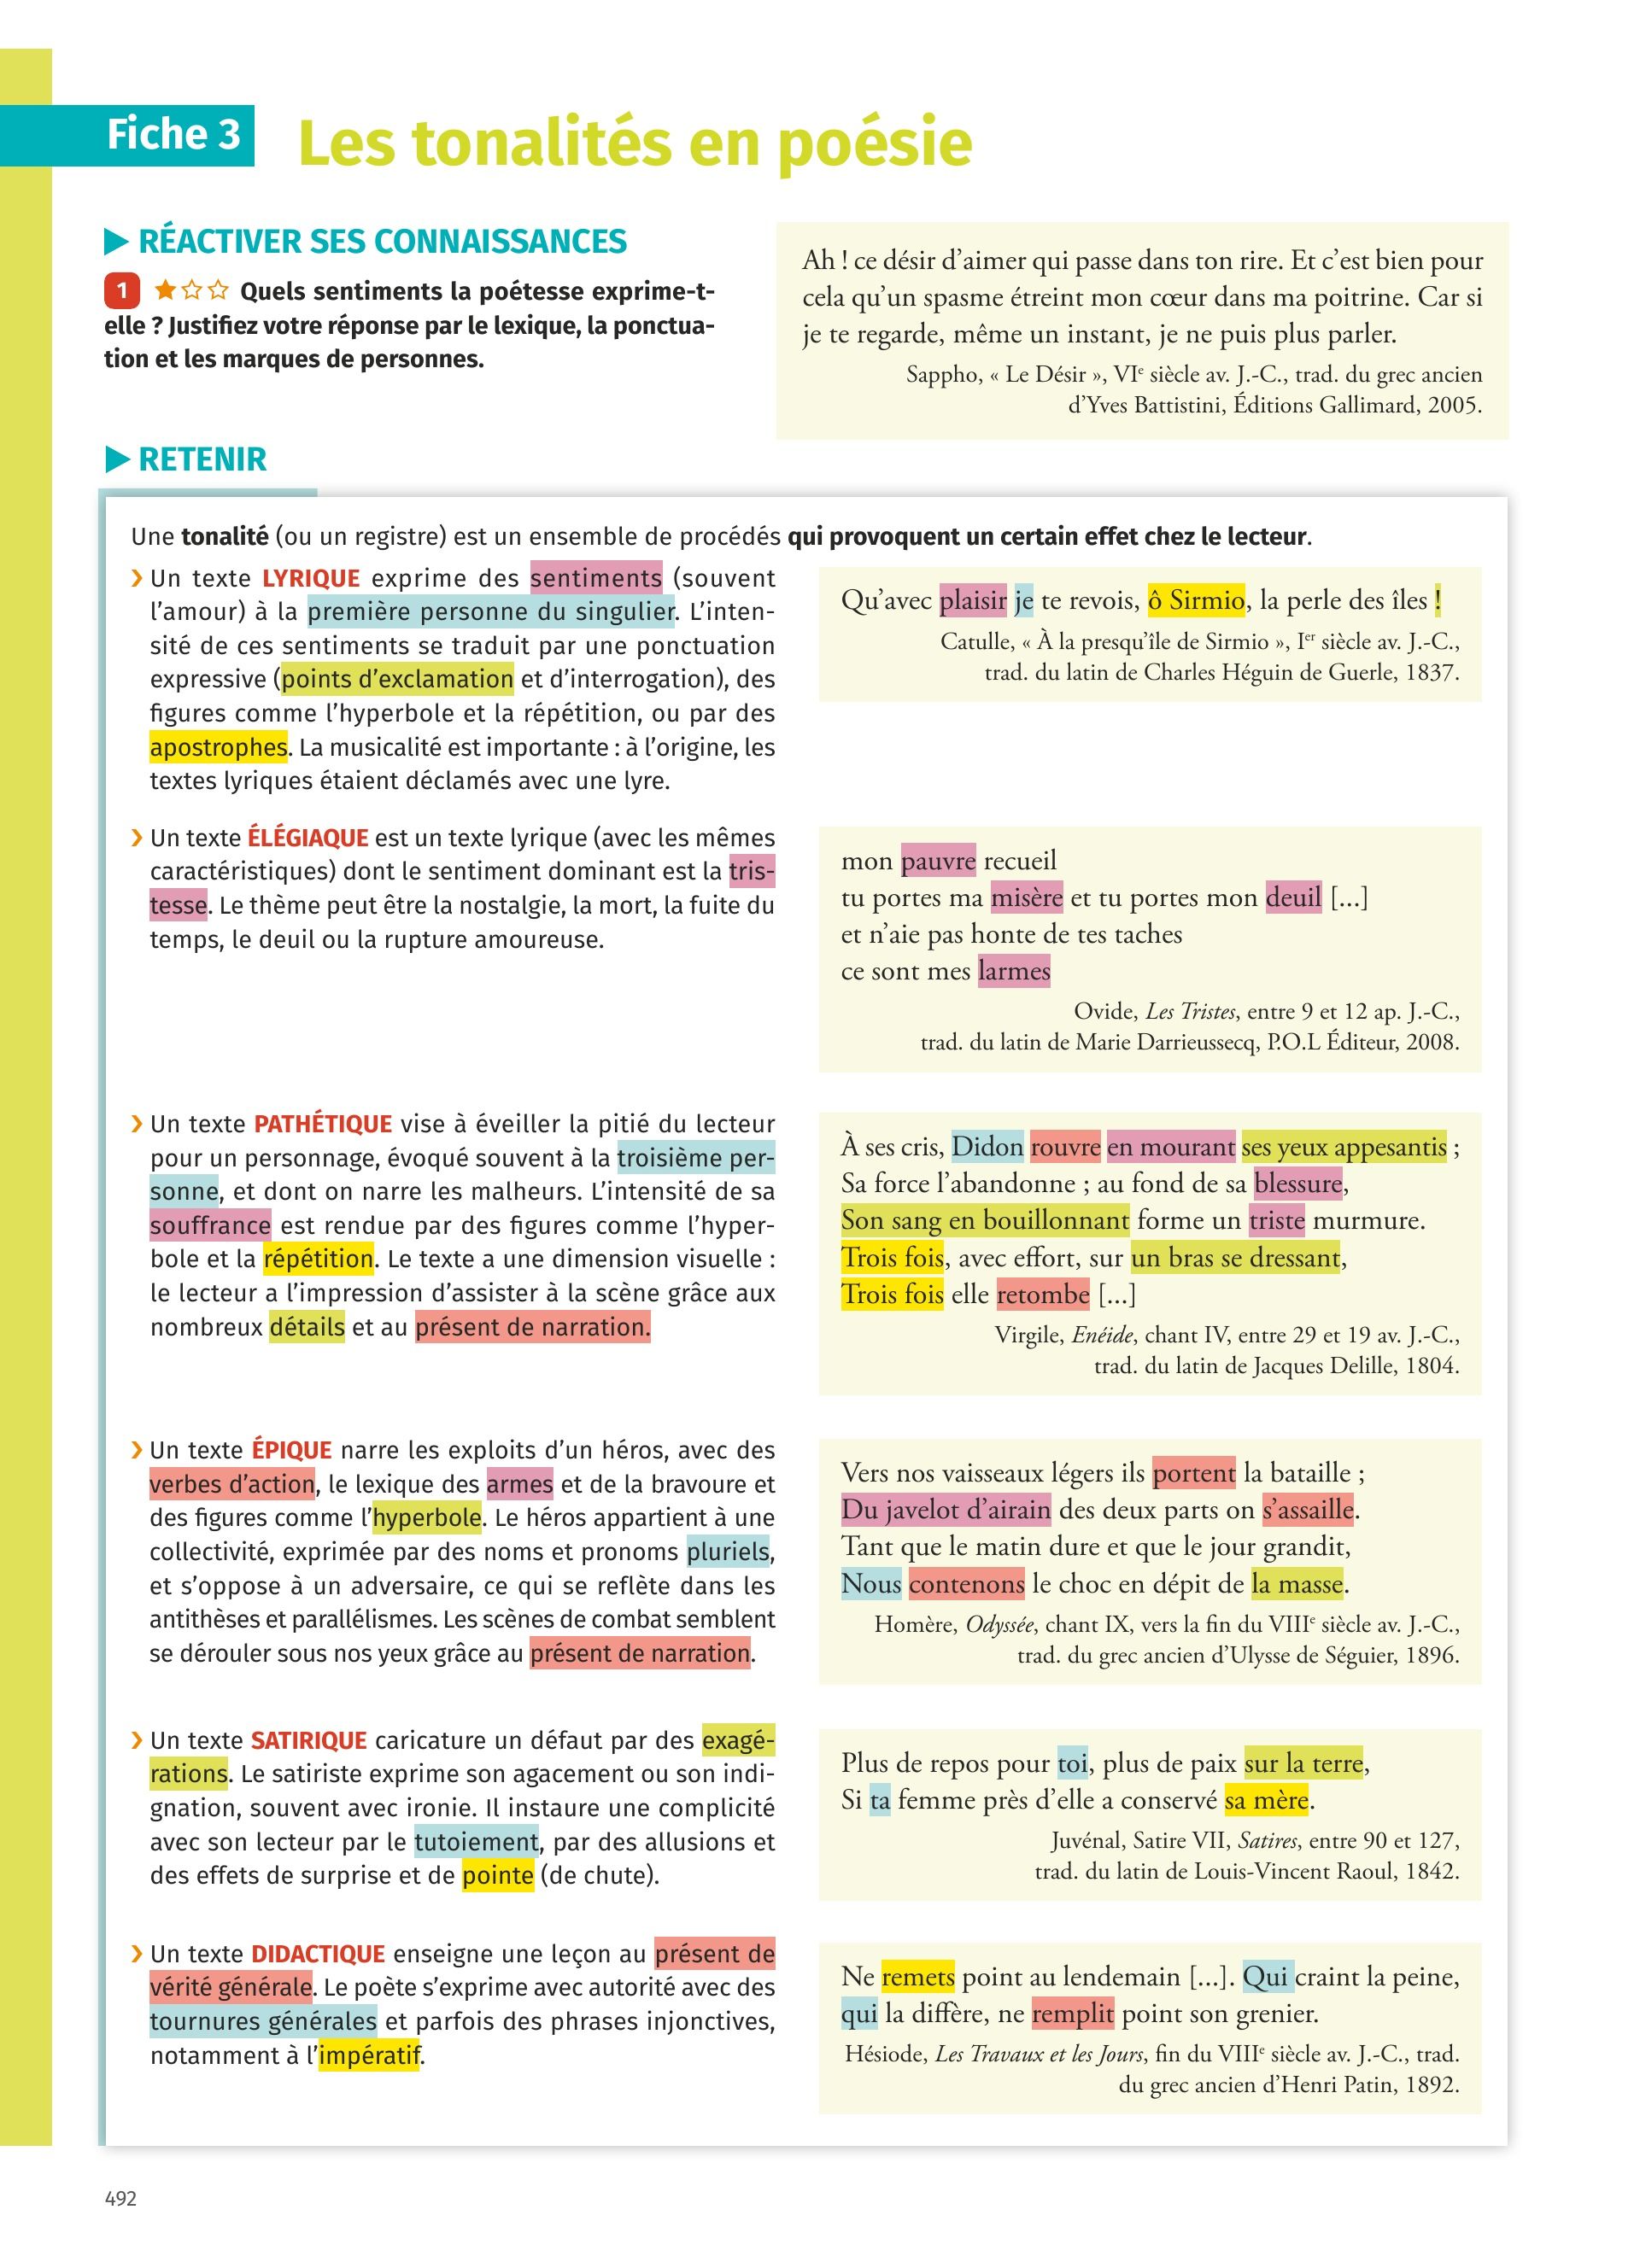 Fiche 3
Les tonalités en poésie
RÉACTIVER SES CONNAISSANCES
1 Quels sentiments la poétesse exprime-t-
elle ? Justifiez votre réponse par le lexique, la ponctua-
tion et les marques de personnes.
Ah ! ce désir d’aimer qui passe dans ton rire. Et c’est bien pour
cela qu’un spasme étreint mon cœur dans ma poitrine. Car si
je te regarde, même un instant, je ne puis plus parler.
Sappho, « Le Désir », VIe siècle av. J.-C., trad. du grec ancien
d’Yves Battistini, Éditions Gallimard, 2005.
RETENIR
Une tonalité (ou un registre) est un ensemble de procédés qui provoquent un certain effet chez le lecteur.
Un texte LYRIQUE exprime des sentiments (souvent
l’amour) à la première personne du singulier. L’inten-
sité de ces sentiments se traduit par une ponctuation
expressive (points d’exclamation et d’interrogation), des
figures comme l’hyperbole et la répétition, ou par des
apostrophes. La musicalité est importante : à l’origine, les
textes lyriques étaient déclamés avec une lyre.
Qu’avec plaisir je te revois, ô Sirmio, la perle des îles !
Catulle, « À la presqu’île de Sirmio », Ier siècle av. J.-C.,
trad. du latin de Charles Héguin de Guerle, 1837.
Un texte ÉLÉGIAQUE est un texte lyrique (avec les mêmes
caractéristiques) dont le sentiment dominant est la tris-
tesse. Le thème peut être la nostalgie, la mort, la fuite du
temps, le deuil ou la rupture amoureuse.
mon pauvre recueil
tu portes ma misère et tu portes mon deuil [...]
et n’aie pas honte de tes taches
ce sont mes larmes
Ovide, Les Tristes, entre 9 et 12 ap. J.-C.,
trad. du latin de Marie Darrieussecq, P.O.L Éditeur, 2008.
Un texte PATHÉTIQUE vise à éveiller la pitié du lecteur
pour un personnage, évoqué souvent à la troisième per-
sonne, et dont on narre les malheurs. L’intensité de sa
souffrance est rendue par des figures comme l’hyper-
bole et la répétition. Le texte a une dimension visuelle :
le lecteur a l’impression d’assister à la scène grâce aux
nombreux détails et au présent de narration.
À ses cris, Didon rouvre en mourant ses yeux appesantis ;
Sa force l’abandonne ; au fond de sa blessure,
Son sang en bouillonnant forme un triste murmure.
Trois fois, avec effort, sur un bras se dressant,
Trois fois elle retombe [...]
Virgile, Enéide, chant IV, entre 29 et 19 av. J.-C.,
trad. du latin de Jacques Delille, 1804.
Un texte ÉPIQUE narre les exploits d’un héros, avec des
verbes d’action, le lexique des armes et de la bravoure et
des figures comme l’hyperbole. Le héros appartient à une
collectivité, exprimée par des noms et pronoms pluriels,
et s’oppose à un adversaire, ce qui se reflète dans les
antithèses et parallélismes. Les scènes de combat semblent
se dérouler sous nos yeux grâce au présent de narration.
Vers nos vaisseaux légers ils portent la bataille ;
Du javelot d’airain des deux parts on s’assaille.
Tant que le matin dure et que le jour grandit,
Nous contenons le choc en dépit de la masse.
Homère, Odyssée, chant IX, vers la fin du VIIIe siècle av. J.-C.,
trad. du grec ancien d’Ulysse de Séguier, 1896.
Un texte SATIRIQUE caricature un défaut par des exagé-
rations. Le satiriste exprime son agacement ou son indi-
gnation, souvent avec ironie. Il instaure une complicité
avec son lecteur par le tutoiement, par des allusions et
des effets de surprise et de pointe (de chute).
Plus de repos pour toi, plus de paix sur la terre,
Si ta femme près d’elle a conservé sa mère.
Juvénal, Satire VII, Satires, entre 90 et 127,
trad. du latin de Louis-Vincent Raoul, 1842.
Un texte DIDACTIQUE enseigne une leçon au présent de
vérité générale. Le poète s’exprime avec autorité avec des
tournures générales et parfois des phrases injonctives,
notamment à l’impératif.
Ne remets point au lendemain [...]. Qui craint la peine,
qui la diffère, ne remplit point son grenier.
Hésiode, Les Travaux et les Jours, fin du VIIIe siècle av. J.-C., trad.
du grec ancien d’Henri Patin, 1892.
492